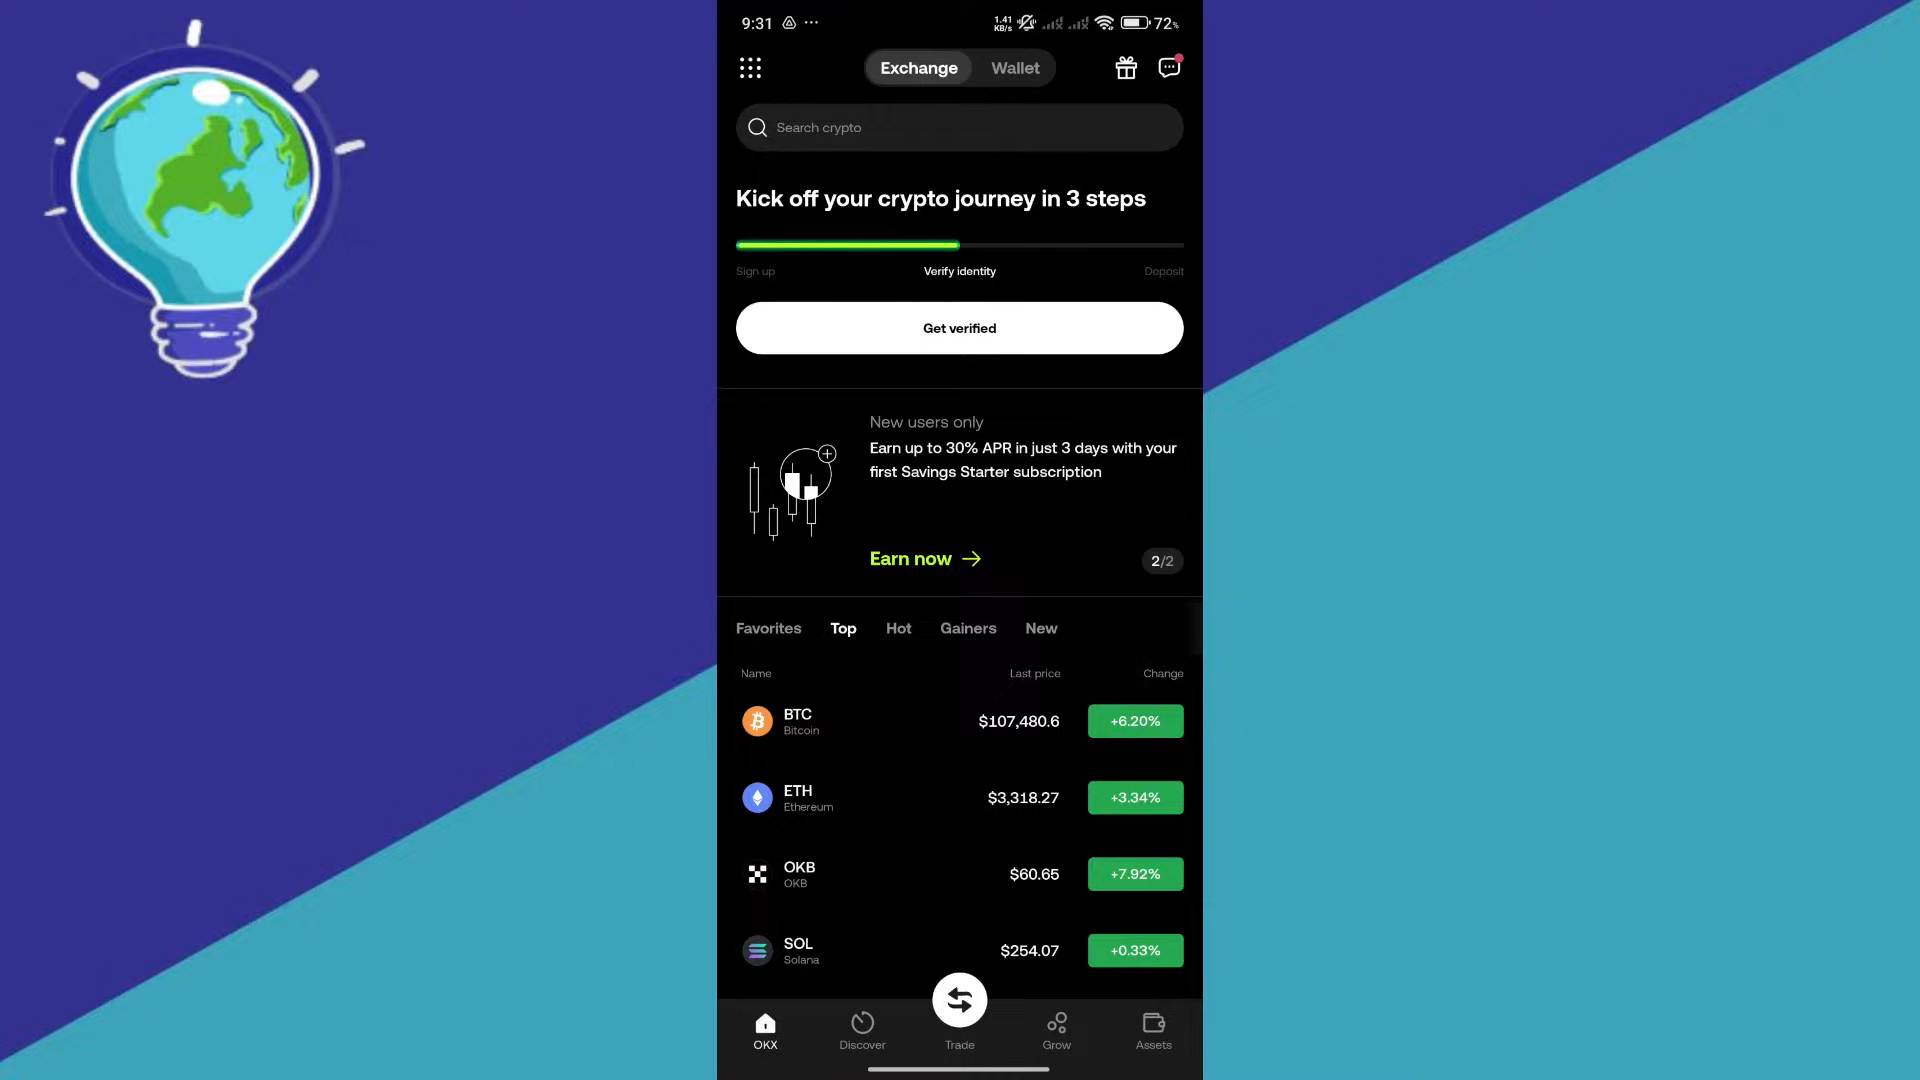 9:31
1.41
KB/s
72%
Exchange
Wallet
Search crypto
Kick off your crypto journey in 3 steps
Sign up
Verify identity
Deposit
Get verified
New users only
Earn up to 30% APR in just 3 days with your
first Savings Starter subscription
Earn now
2/2
Favorites
Top
Hot
Gainers
New
Name
Last price
Change
BTC
Bitcoin
$107,480.6
+6.20%
ETH
Ethereum
$3,318.27
+3.34%
OKB
OKB
$60.65
+7.92%
SOL
Solana
$254.07
+0.33%
OKX
Discover
Trade
Grow
Assets